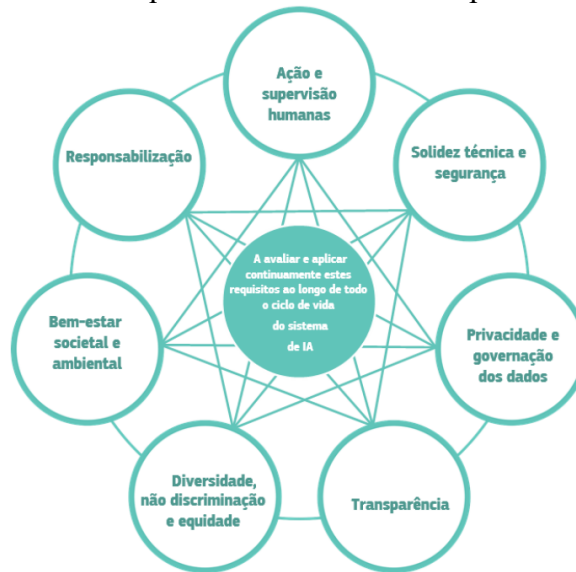 Ação e
supervisão
humanas
Solidez técnica e
segurança
Privacidade e
governação
dos dados
Transparência
Diversidade,
não discriminação
e equidade
Bem-estar
societal e
ambiental
Responsabilização
A avaliar e aplicar
continuamente estes
requisitos ao longo de todo
o ciclo de vida
do sistema
de IA